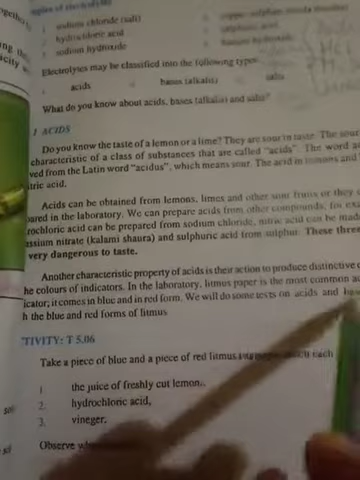 sodium chloride (salt)
hydrochloric acid
sodium hydroxide
Electrolytes may be classified into the following types
acids bases (alkalis) salts
What do you know about acids, bases (alkalis) and salts?
1 ACIDS
Do you know the taste of a lemon or a lime? They are sour in taste. The sour
characteristic of a class of substances that are called "acids". The word
ved from the Latin word "acidus", which means sour. The acid in lemons and
itric acid.
Acids can be obtained from lemons, limes and other sour fruits or they
pared in the laboratory. We can prepare acids from other compounds, for
rochloric acid can be prepared from sodium chloride, nitric acid can be made
assium nitrate (kalami shaura) and sulphuric acid from sulphur. These three
very dangerous to taste.
Another characteristic property of acids is their action to produce distinctive
he colours of indicators. In the laboratory, litmus paper is the most common
icator; it comes in blue and in red form. We will do some tests on acids and
h the blue and red forms of litmus
TIVITY: T 5.06
Take a piece of blue and a piece of red litmus each
1 the juice of freshly cut lemon,
2. hydrochloric acid,
3. vineger,
Observe